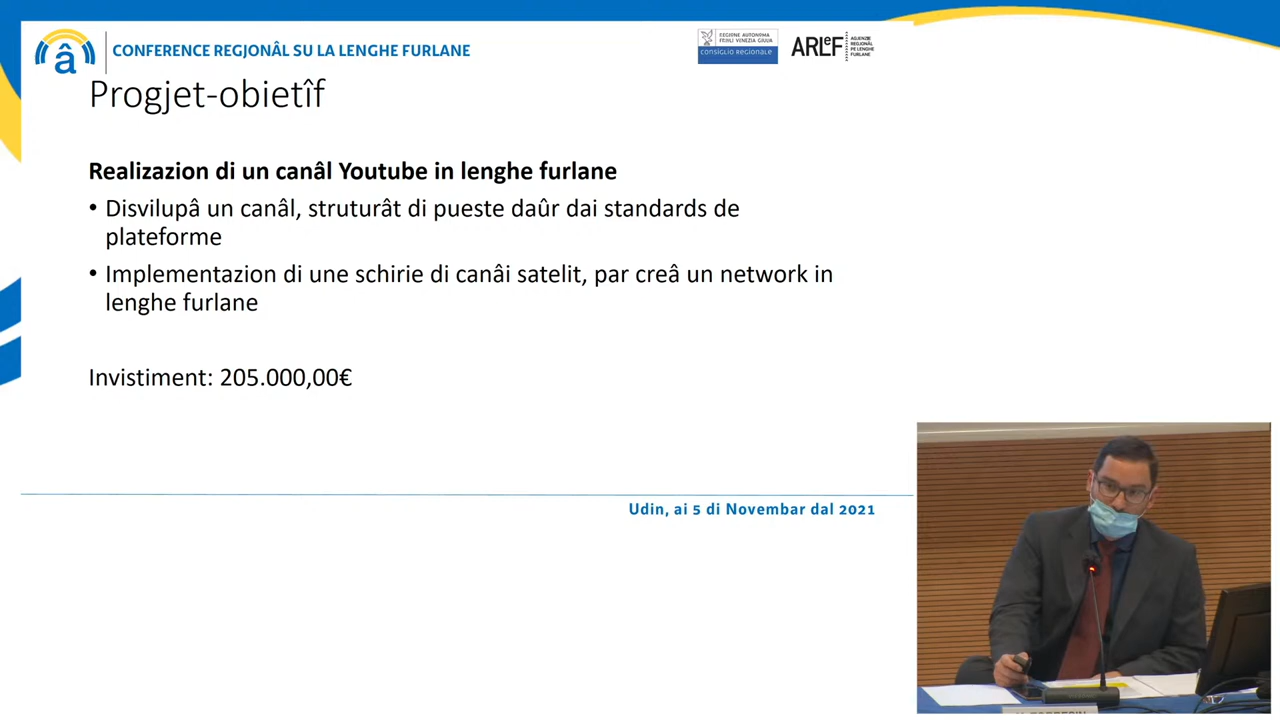 CONFERENCE REGJONÂL SU LA LENGHE FURLANE
â
REGIONE AUTONOMA
FRIULI VENEZIA GIULIA
CONSIGLIO REGIONALE
ARLeF
AGJENZIE
REGJONÂL
PE LENGHE
FURLANE
Progjet-obietîf
Realizazion di un canâl Youtube in lenghe furlane
• Disvilupâ un canâl, struturât di pueste daûr dai standards de
plateforme
• Implementazion di une schirie di canâi satelit, par creâ un network in
lenghe furlane
Invistiment: 205.000,00€
Udin, ai 5 di Novembar dal 2021